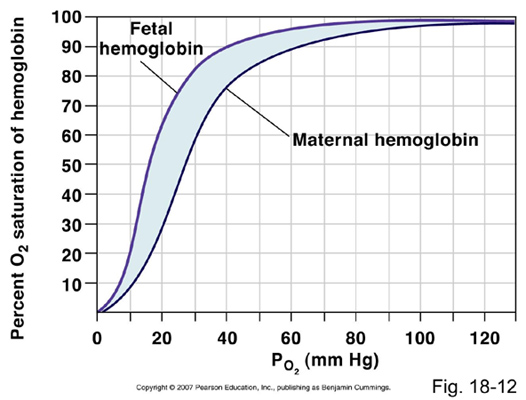 Percent O₂ saturation of hemoglobin
100
90
80
70
60
50
40
30
20
10
Fetal
hemoglobin
Maternal hemoglobin
0 20 40 60 80 100 120
P_O₂ (mm Hg)
Copyright © 2007 Pearson Education, Inc., publishing as Benjamin Cummings.
Fig. 18-12